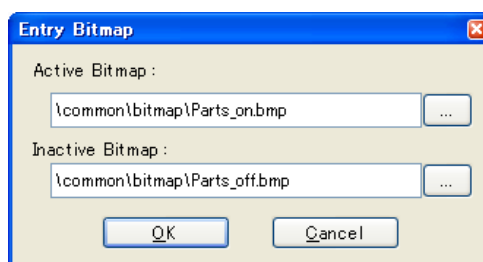 Entry Bitmap
Active Bitmap :
\common\bitmap\Parts_on.bmp
...
Inactive Bitmap :
\common\bitmap\Parts_off.bmp
...
OK Cancel